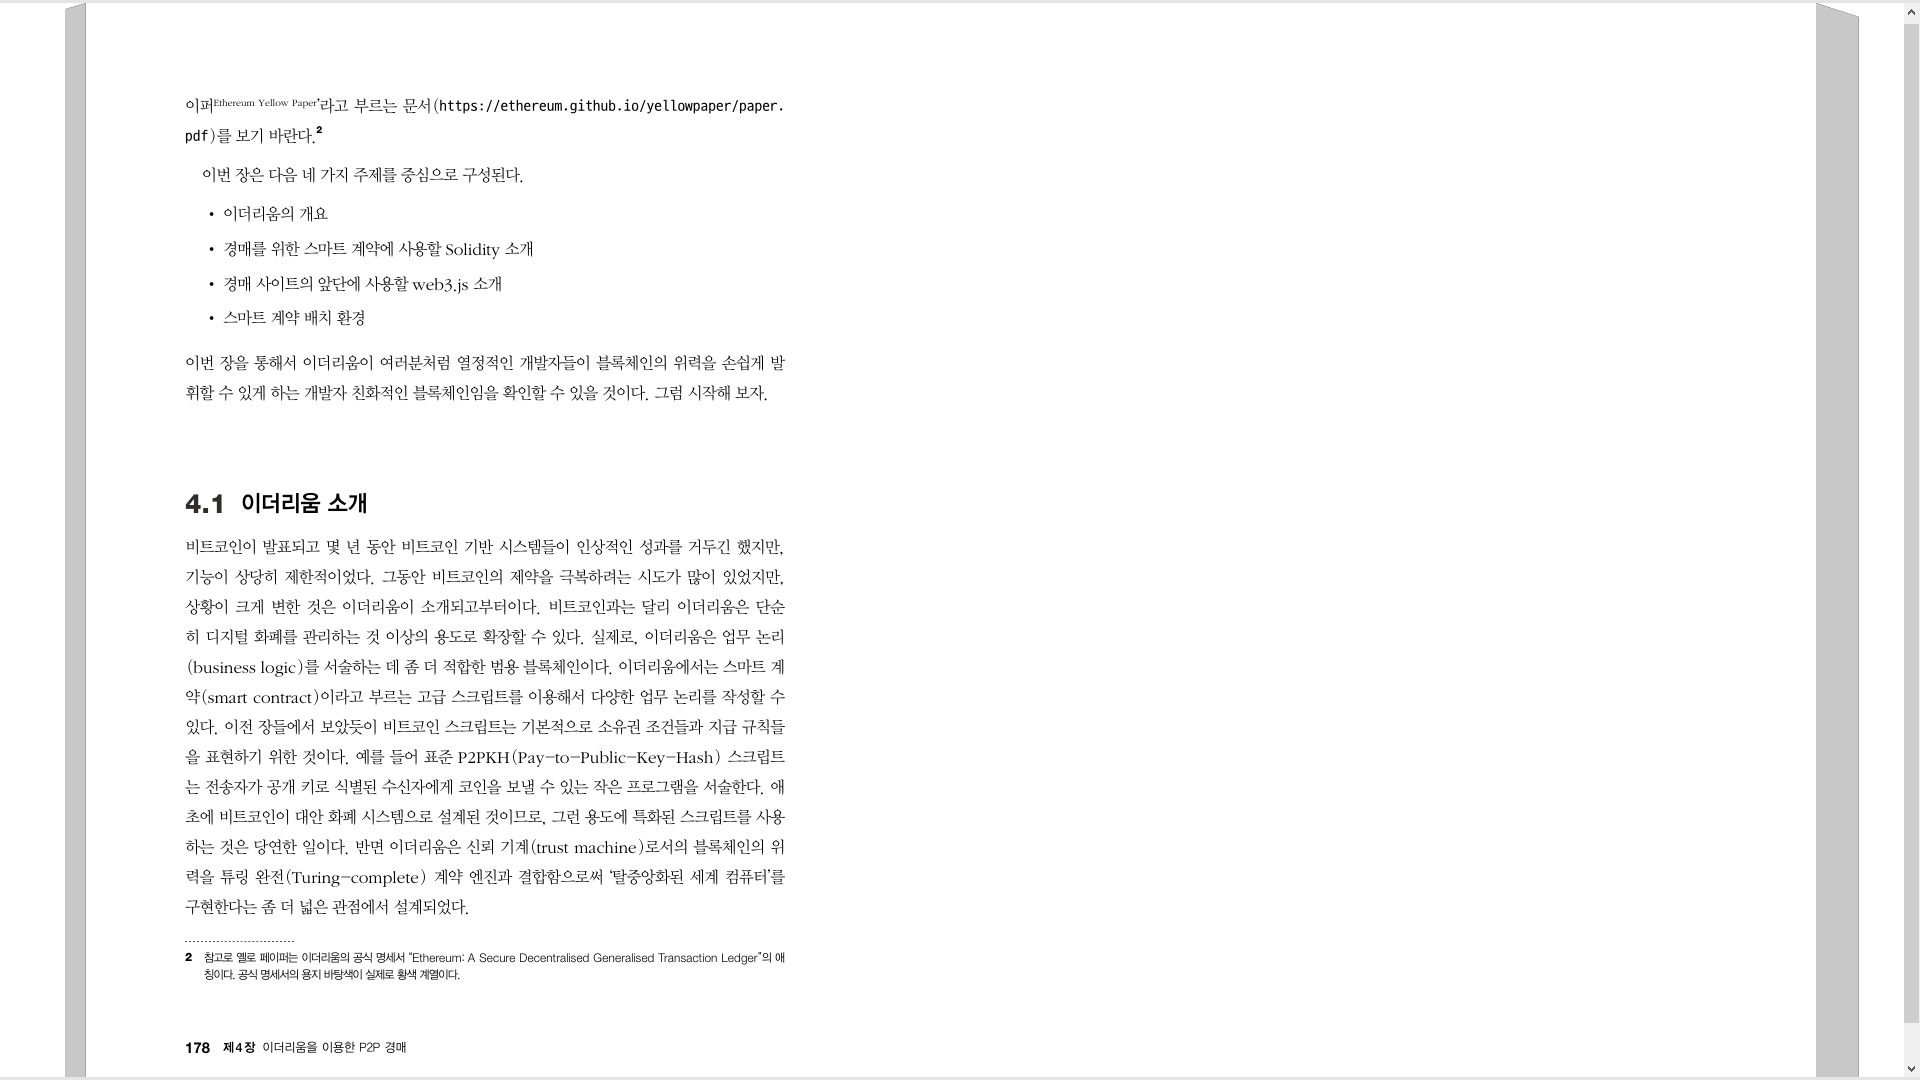 이퍼Ethereum Yellow Paper’라고 부르는 문서(https://ethereum.github.io/yellowpaper/paper.
pdf)를 보기 바란다.2
이번 장은 다음 네 가지 주제를 중심으로 구성된다.
• 이더리움의 개요
• 경매를 위한 스마트 계약에 사용할 Solidity 소개
• 경매 사이트의 앞단에 사용할 web3.js 소개
• 스마트 계약 배치 환경
이번 장을 통해서 이더리움이 여러분처럼 열정적인 개발자들이 블록체인의 위력을 손쉽게 발
휘할 수 있게 하는 개발자 친화적인 블록체인임을 확인할 수 있을 것이다. 그럼 시작해 보자.
4.1 이더리움 소개
비트코인이 발표되고 몇 년 동안 비트코인 기반 시스템들이 인상적인 성과를 거두긴 했지만,
기능이 상당히 제한적이었다. 그동안 비트코인의 제약을 극복하려는 시도가 많이 있었지만,
상황이 크게 변한 것은 이더리움이 소개되고부터이다. 비트코인과는 달리 이더리움은 단순
히 디지털 화폐를 관리하는 것 이상의 용도로 확장할 수 있다. 실제로, 이더리움은 업무 논리
(business logic)를 서술하는 데 좀 더 적합한 범용 블록체인이다. 이더리움에서는 스마트 계
약(smart contract)이라고 부르는 고급 스크립트를 이용해서 다양한 업무 논리를 작성할 수
있다. 이전 장들에서 보았듯이 비트코인 스크립트는 기본적으로 소유권 조건들과 지급 규칙들
을 표현하기 위한 것이다. 예를 들어 표준 P2PKH(Pay-to-Public-Key-Hash) 스크립트
는 전송자가 공개 키로 식별된 수신자에게 코인을 보낼 수 있는 작은 프로그램을 서술한다. 애
초에 비트코인이 대안 화폐 시스템으로 설계된 것이므로, 그런 용도에 특화된 스크립트를 사용
하는 것은 당연한 일이다. 반면 이더리움은 신뢰 기계(trust machine)로서의 블록체인의 위
력을 튜링 완전(Turing-complete) 계약 엔진과 결합함으로써 ‘탈중앙화된 세계 컴퓨터’를
구현한다는 좀 더 넓은 관점에서 설계되었다.
2 참고로 옐로 페이퍼는 이더리움의 공식 명세서 “Ethereum: A Secure Decentralised Generalised Transaction Ledger”의 애
칭이다. 공식 명세서의 용지 바탕색이 실제로 황색 계열이다.
178 제4장 이더리움을 이용한 P2P 경매